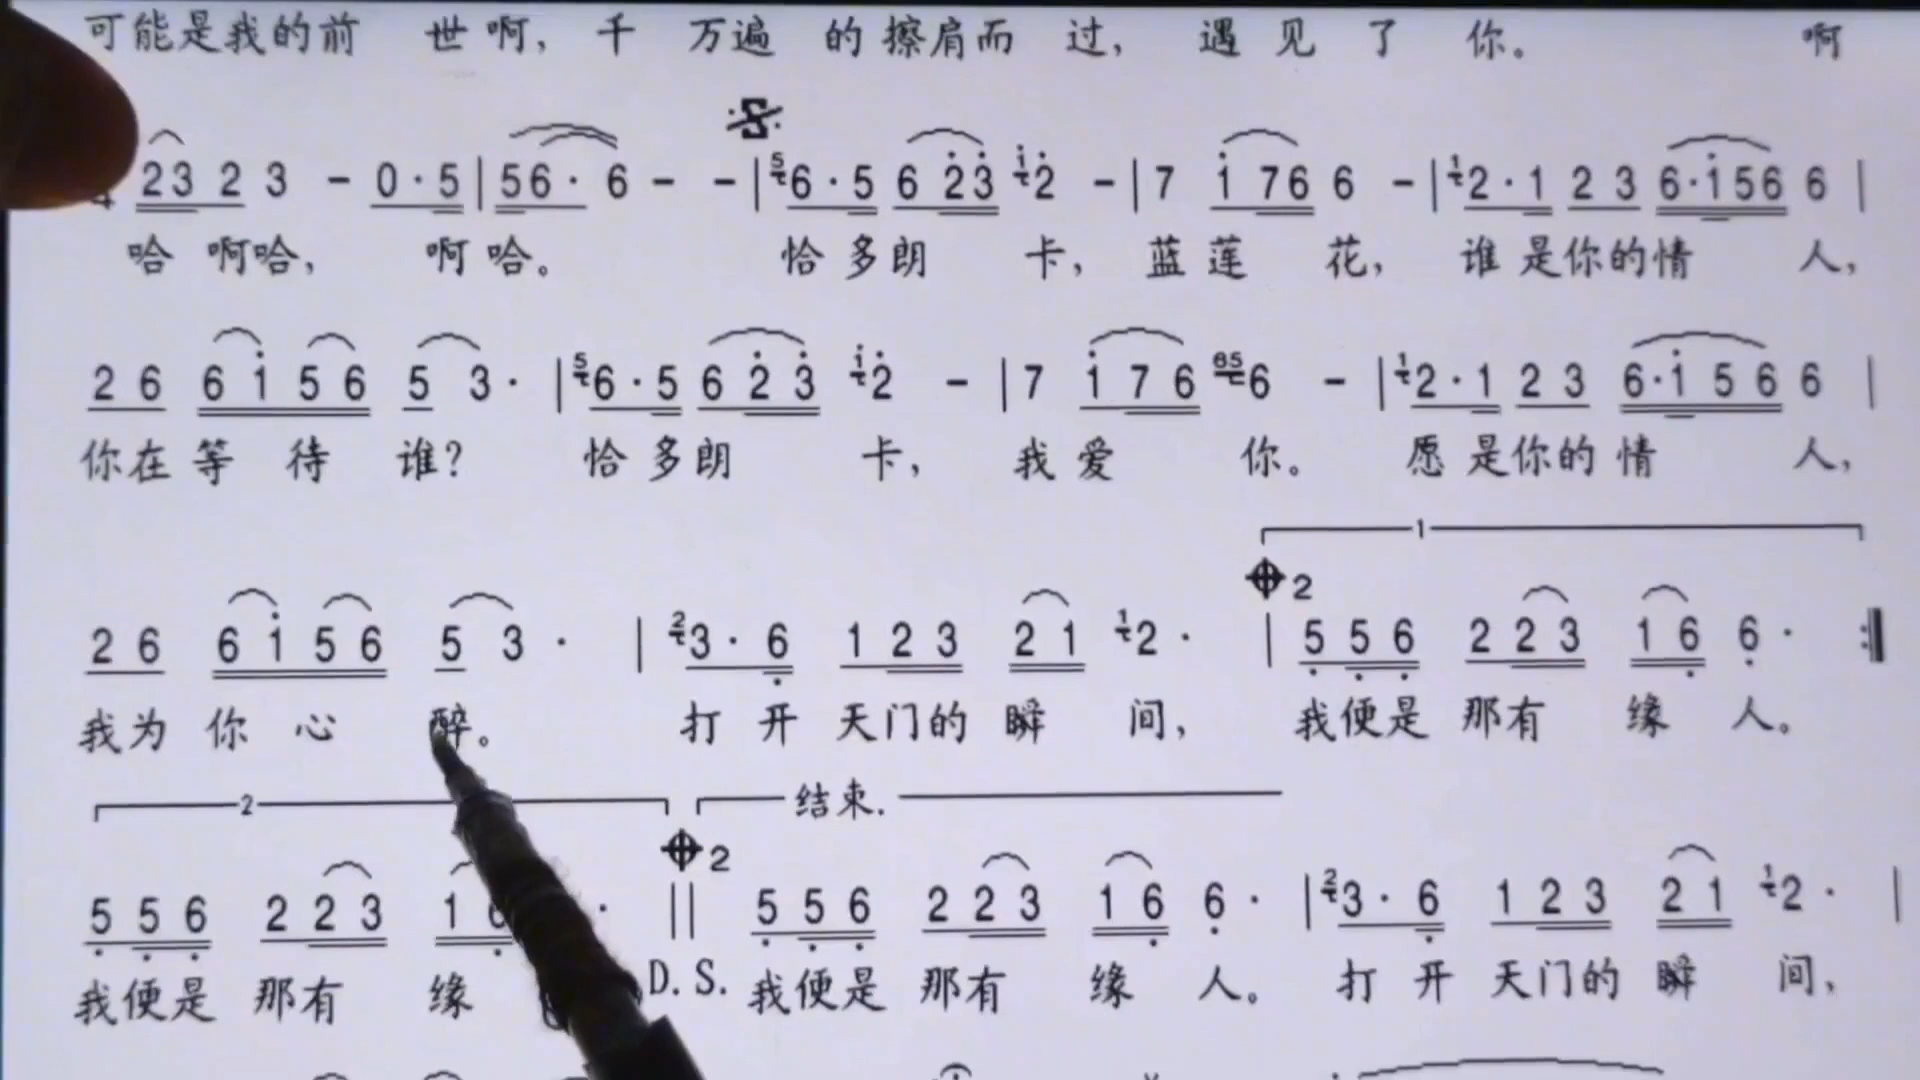 可能是我的前 世啊, 千 万遍 的 擦肩而 过, 遇 见 了 你。 啊
23 2 3 - 0·5 | 56· 6 - - | 6·5 6 2̇3̇ 2̇ - | 7 1̇ 76 6 - | 2·1 2 3 6·1̇56 6 |
哈 啊哈, 啊 哈。 恰 多朗 卡, 蓝 莲 花, 谁 是你的情 人,
2 6 6 1̇ 5 6 5 3· | 6·5 6 2̇ 3̇ 2̇ - | 7 1̇ 7 6 6 - | 2·1 2 3 6·1̇ 5 6 6 |
你在 等 待 谁? 恰 多朗 卡, 我 爱 你。 愿 是你的 情 人,
1
2
2 6 6 1̇ 5 6 5 3· | 3·6̣ 1 2 3 2 1 2· | 5̣ 5̣ 6̣ 2 2 3 1 6̣ 6̣· :‖
我为 你 心 醉。 打 开 天门的 瞬 间, 我便是 那有 缘 人。
2 结束.
2
5̣ 5̣ 6̣ 2 2 3 1 6̣ · ‖ 5̣ 5̣ 6̣ 2 2 3 1 6̣ 6̣· | 3·6̣ 1 2 3 2 1 2· |
我便是 那有 缘 D.S. 我便是 那有 缘 人。 打 开 天门的 瞬 间,